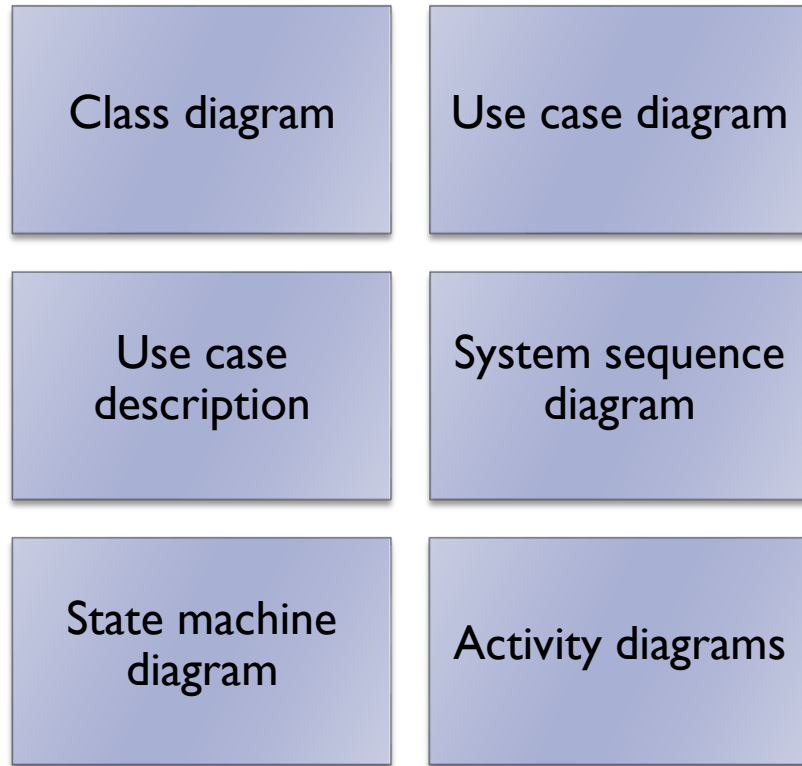 Class diagram
Use case diagram
Use case
description
System sequence
diagram
State machine
diagram
Activity diagrams